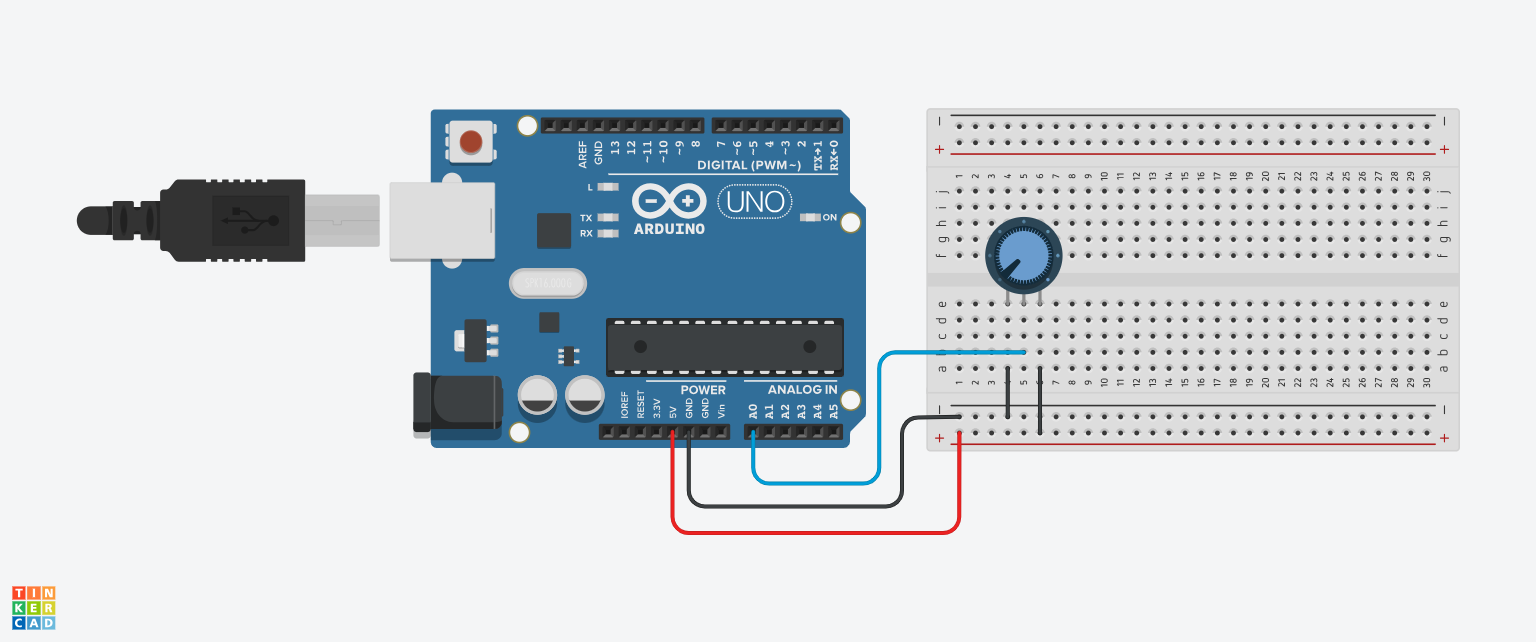 AREF
GND
13
12
~11
~10
~9
8
7
~6
~5
4
~3
2
TX→1
RX←0
DIGITAL (PWM~)
L
TX
RX
ARDUINO
UNO
ON
POWER
ANALOG IN
IOREF
RESET
3.3V
5V
GND
GND
Vin
A0
A1
A2
A3
A4
A5
− −
+ +
1 2 3 4 5 6 7 8 9 10 11 12 13 14 15 16 17 18 19 20 21 22 23 24 25 26 27 28 29 30
j j
i i
h h
g g
f f
e e
d d
c c
b b
a a
1 2 3 4 5 6 7 8 9 10 11 12 13 14 15 16 17 18 19 20 21 22 23 24 25 26 27 28 29 30
− −
+ +
TIN
KER
CAD